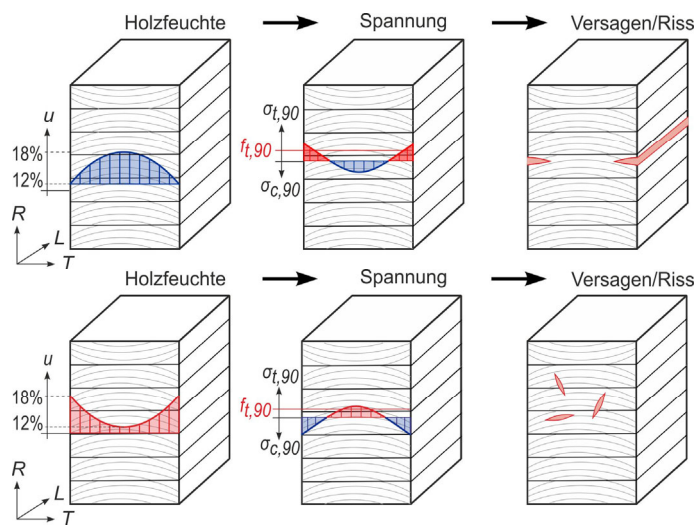 Holzfeuchte Spannung Versagen/Riss
u
18%
12%
R
L
T
σt,90
ft,90
σc,90
Holzfeuchte Spannung Versagen/Riss
u
18%
12%
R
L
T
σt,90
ft,90
σc,90